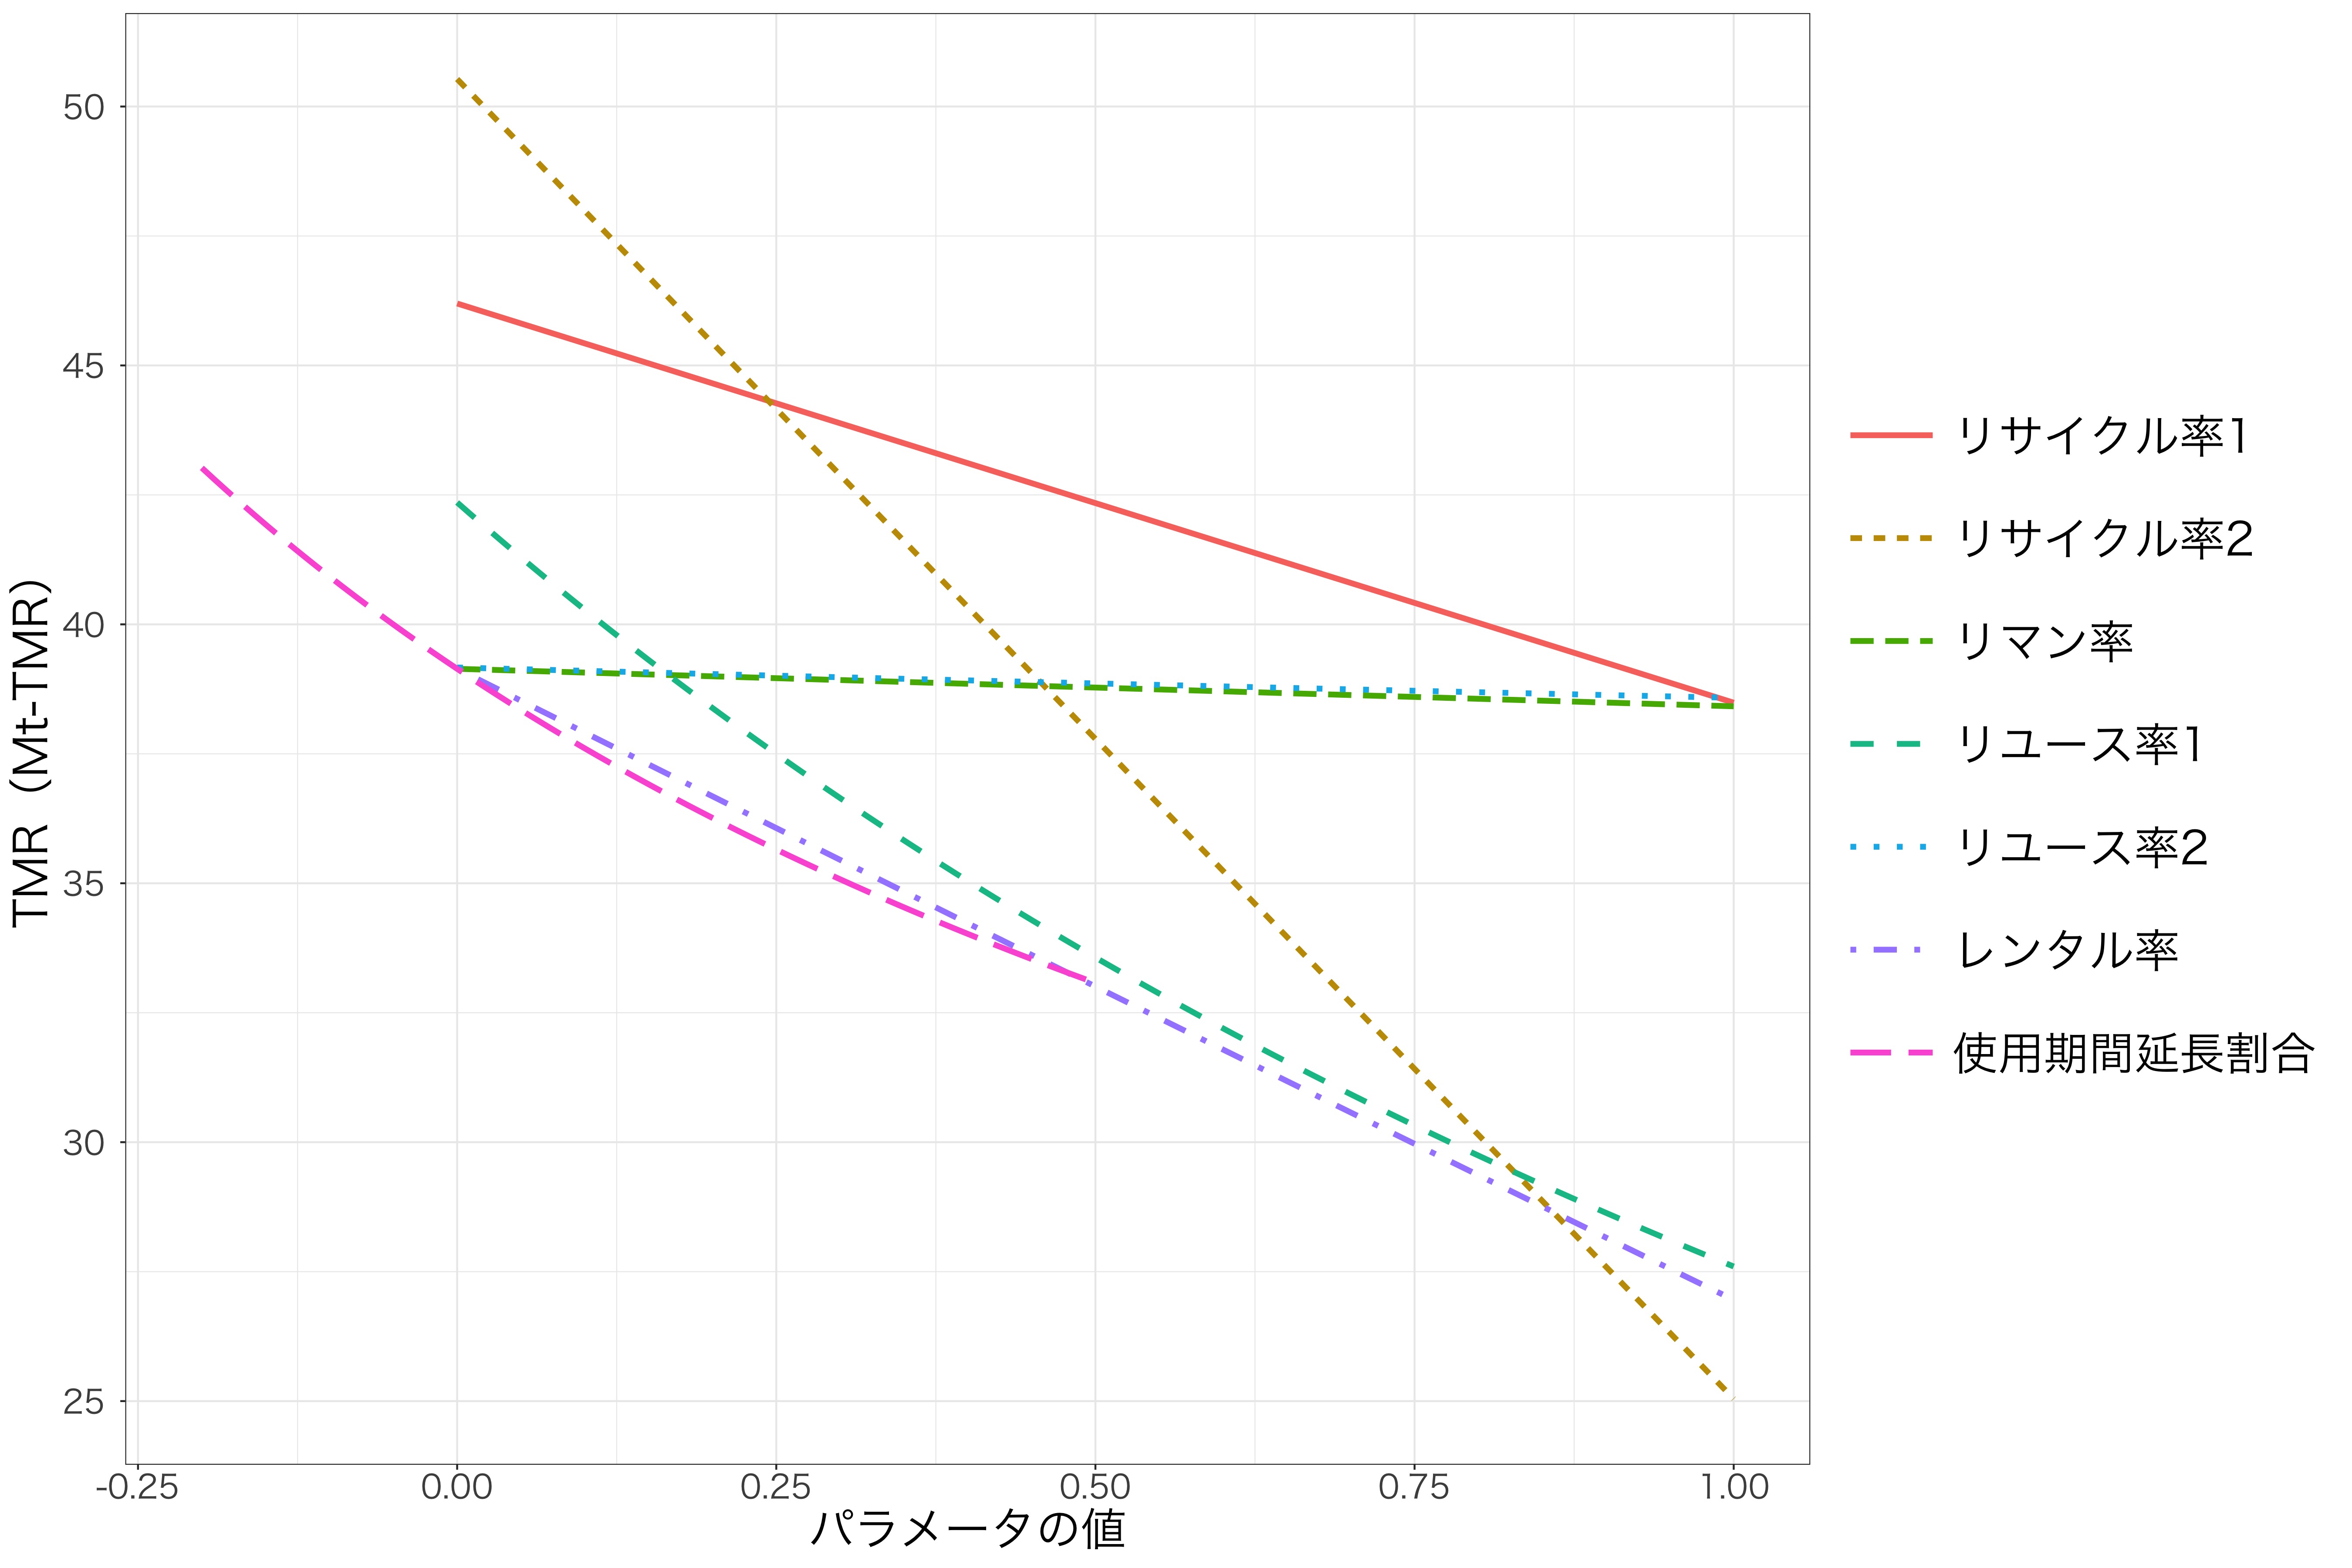 TMR (Mt-TMR)
50
45
40
35
30
25
-0.25 0.00 0.25 0.50 0.75 1.00
パラメータの値
リサイクル率1
リサイクル率2
リマン率
リユース率1
リユース率2
レンタル率
使用期間延長割合